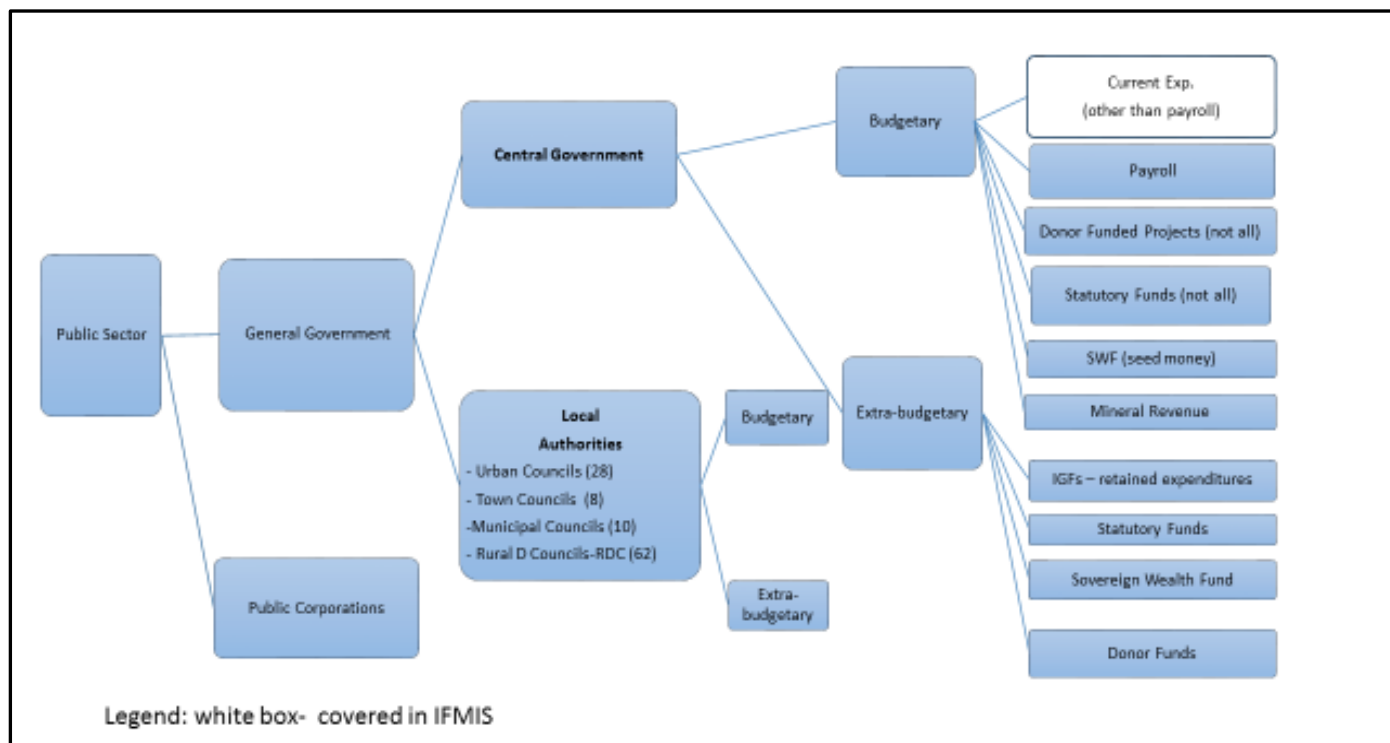 Public Sector
General Government
Public Corporations
Central Government
Local
Authorities
- Urban Councils (28)
- Town Councils (8)
-Municipal Councils (10)
- Rural D Councils-RDC (62)
Budgetary
Extra-
budgetary
Budgetary
Extra-budgetary
Current Exp.
(other than payroll)
Payroll
Donor Funded Projects (not all)
Statutory Funds (not all)
SWF (seed money)
Mineral Revenue
IGFs – retained expenditures
Statutory Funds
Sovereign Wealth Fund
Donor Funds
Legend: white box- covered in IFMIS